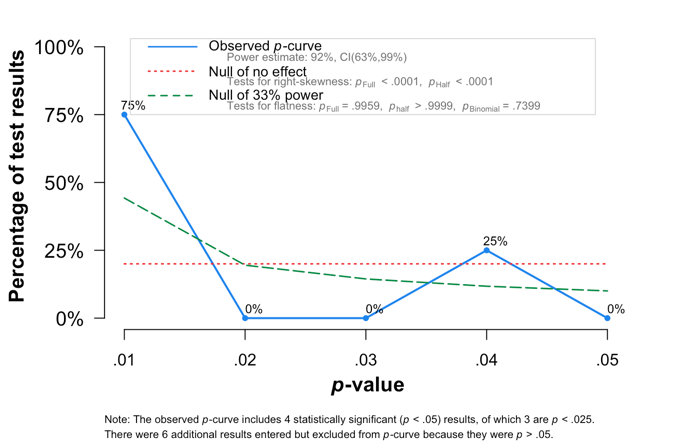 100%
75%
50%
25%
0%
Percentage of test results
Observed p-curve
Power estimate: 92%, CI(63%,99%)
Null of no effect
Tests for right-skewness: pFull < .0001, pHalf < .0001
Null of 33% power
Tests for flatness: pFull = .9959, phalf > .9999, pBinomial = .7399
75%
0%
0%
25%
0%
.01 .02 .03 .04 .05
p-value
Note: The observed p-curve includes 4 statistically significant (p < .05) results, of which 3 are p < .025.
There were 6 additional results entered but excluded from p-curve because they were p > .05.